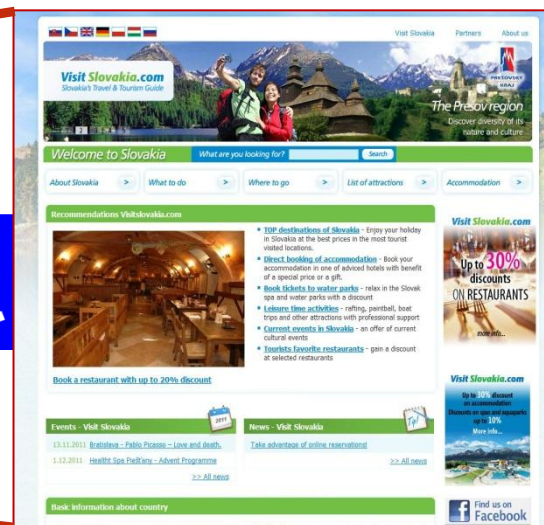 Visit Slovakia Partners About us
Visit Slovakia.com
Slovakia's Travel & Tourism Guide
PREŠOVSKÝ
KRAJ
The Prešov region
Discover diversity of its
nature and culture
Welcome to Slovakia
What are you looking for?
Search
About Slovakia > What to do > Where to go > List of attractions > Accommodation >
Recommendations Visitslovakia.com
TOP destinations of Slovakia - Enjoy your holiday
in Slovakia at the best prices in the most tourist
visited locations.
Direct booking of accommodation - Book your
accommodation in one of adviced hotels with benefit
of a special price or a gift.
Book tickets to water parks - relax in the Slovak
spa and water parks with a discount
Leisure time activities - rafting, paintball, boat
trips and other attractions with professional support
Current events in Slovakia - an offer of current
cultural events
Tourists favorite restaurants - gain a discount
at selected restaurants
Book a restaurant with up to 20% discount
Visit Slovakia.com
Up to 30%
discounts
ON RESTAURANTS
more info...
Events - Visit Slovakia
2011
13.11.2011 Bratislava - Pablo Picasso – Love and death.
1.12.2011 Healtht Spa Piešťany - Advent Programme
>> All news
News - Visit Slovakia
Tip!
Take advantage of online reservations!
>> All news
Visit Slovakia.com
Up to 30% discount
on accommodation
Discounts on spas and aquaparks
up to 10%
More info...
Basic information about country
Find us on
Facebook